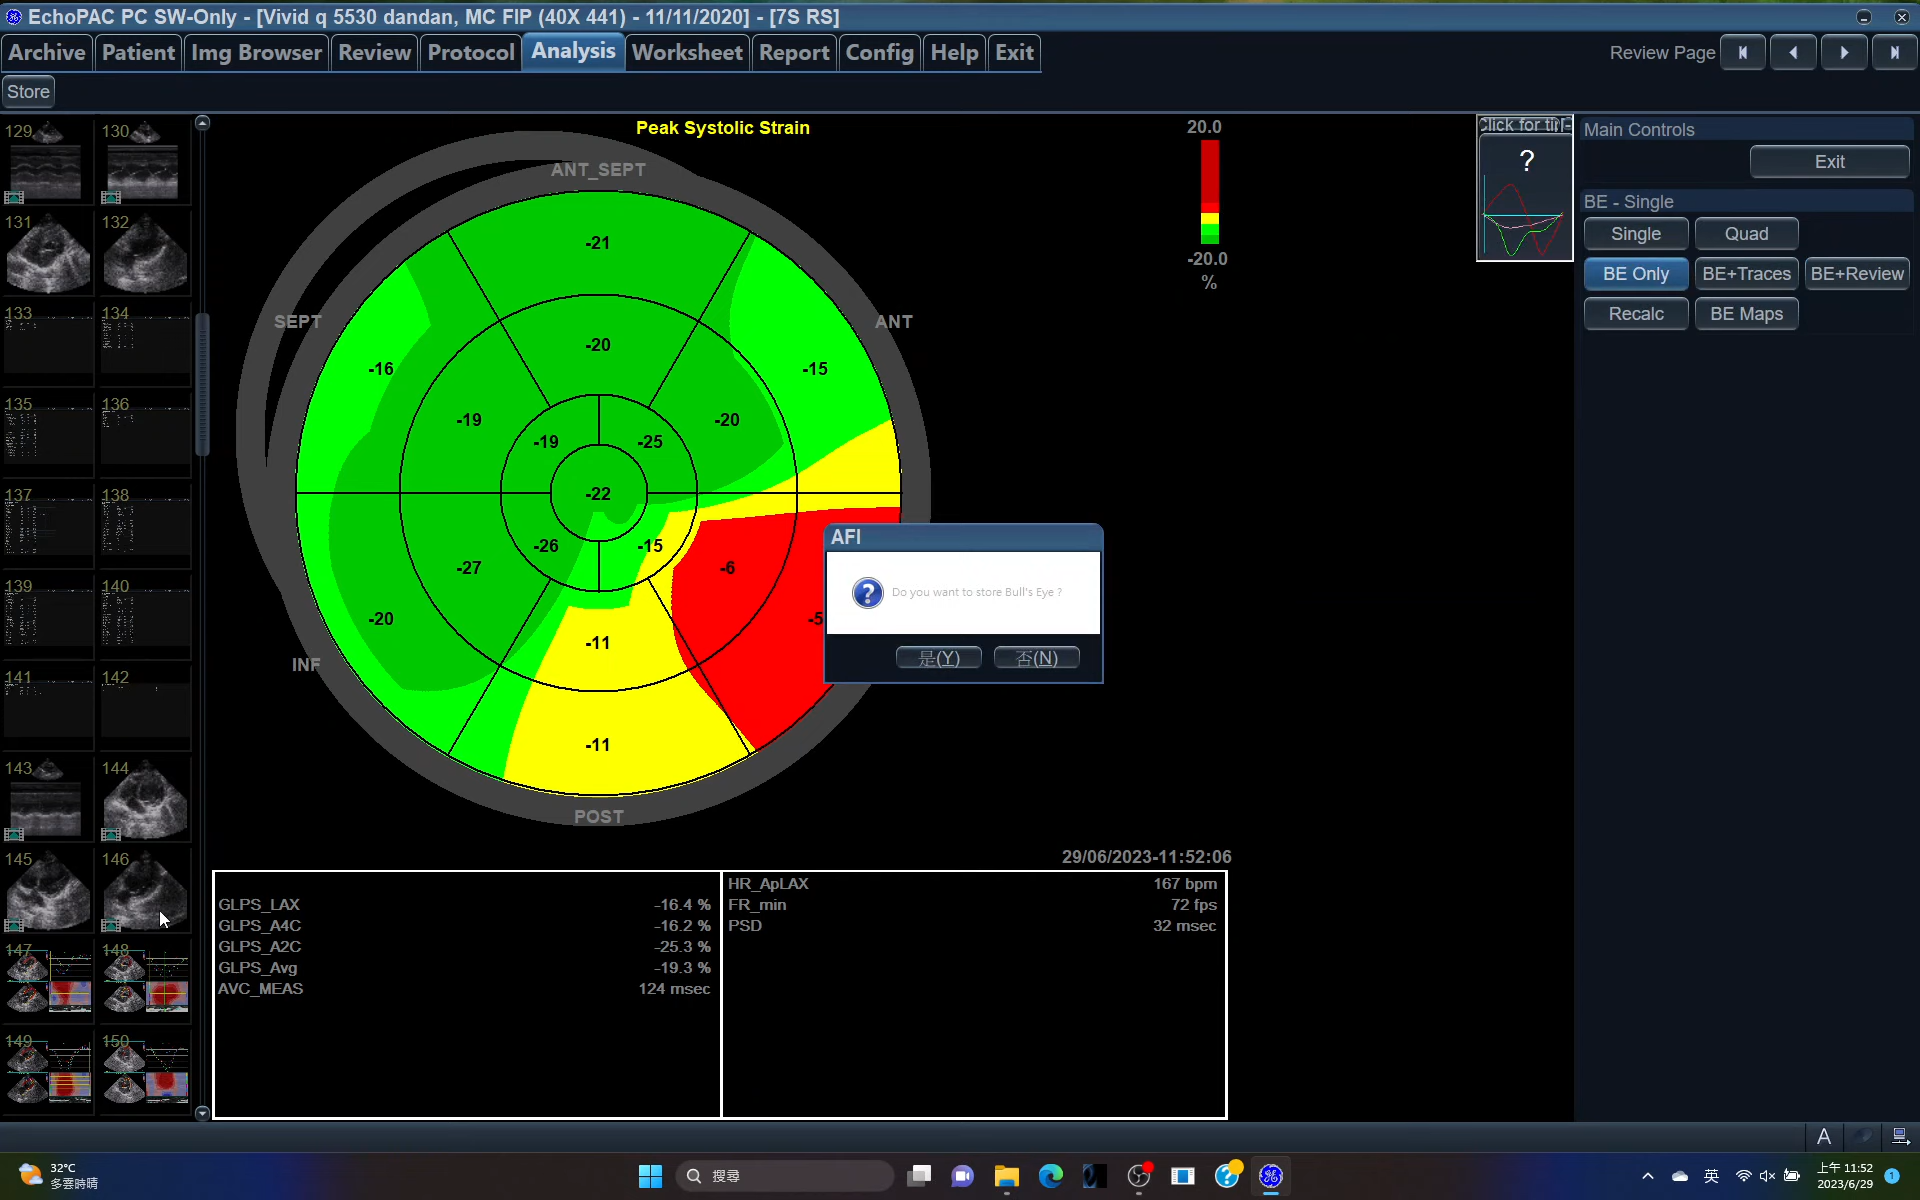 EchoPAC PC SW-Only - [Vivid q 5530 dandan, MC FIP (40X 441) - 11/11/2020] - [7S RS]
Archive Patient Img Browser Review Protocol Analysis Worksheet Report Config Help Exit
Review Page
Store
129 130
131 132
133 134
135 136
137 138
139 140
141 142
143 144
145 146
147 148
149 150
Peak Systolic Strain
ANT_SEPT
SEPT
ANT
INF
POST
-21
-20
-16
-15
-19
-20
-19
-25
-22
-26
-15
-27
-6
-20
-5
-11
-11
20.0
-20.0
%
Click for ti
?
Main Controls
Exit
BE - Single
Single Quad
BE Only BE+Traces BE+Review
Recalc BE Maps
AFI
Do you want to store Bull's Eye ?
是(Y) 否(N)
29/06/2023-11:52:06
GLPS_LAX -16.4 %
GLPS_A4C -16.2 %
GLPS_A2C -25.3 %
GLPS_Avg -19.3 %
AVC_MEAS 124 msec
HR_ApLAX 167 bpm
FR_min 72 fps
PSD 32 msec
A
32°C
多雲時晴
搜尋
英
上午 11:52
2023/6/29
1